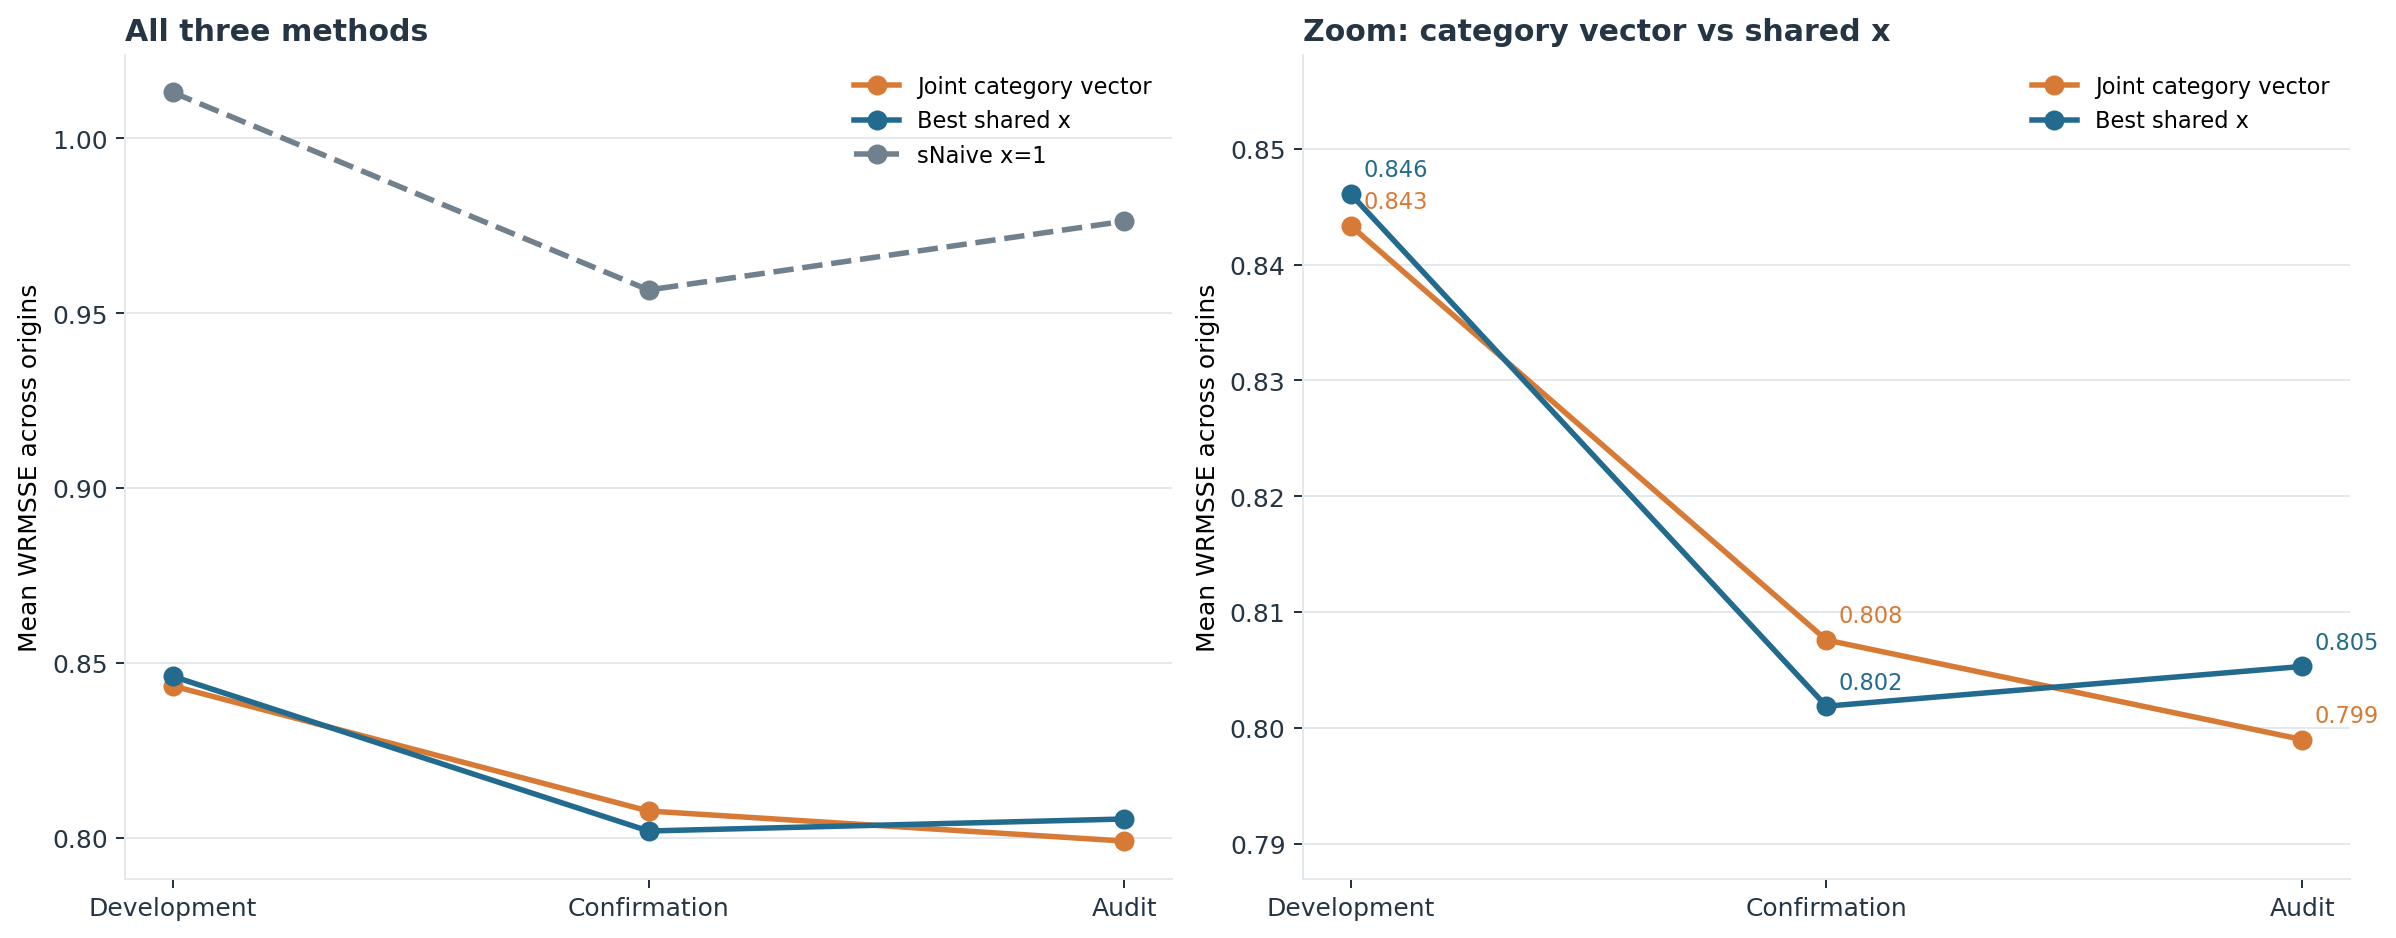 All three methods
Joint category vector
Best shared x
sNaive x=1
Mean WRMSSE across origins
1.00
0.95
0.90
0.85
0.80
Development
Confirmation
Audit
Zoom: category vector vs shared x
Joint category vector
Best shared x
Mean WRMSSE across origins
0.85
0.84
0.83
0.82
0.81
0.80
0.79
0.846
0.843
0.808
0.802
0.805
0.799
Development
Confirmation
Audit